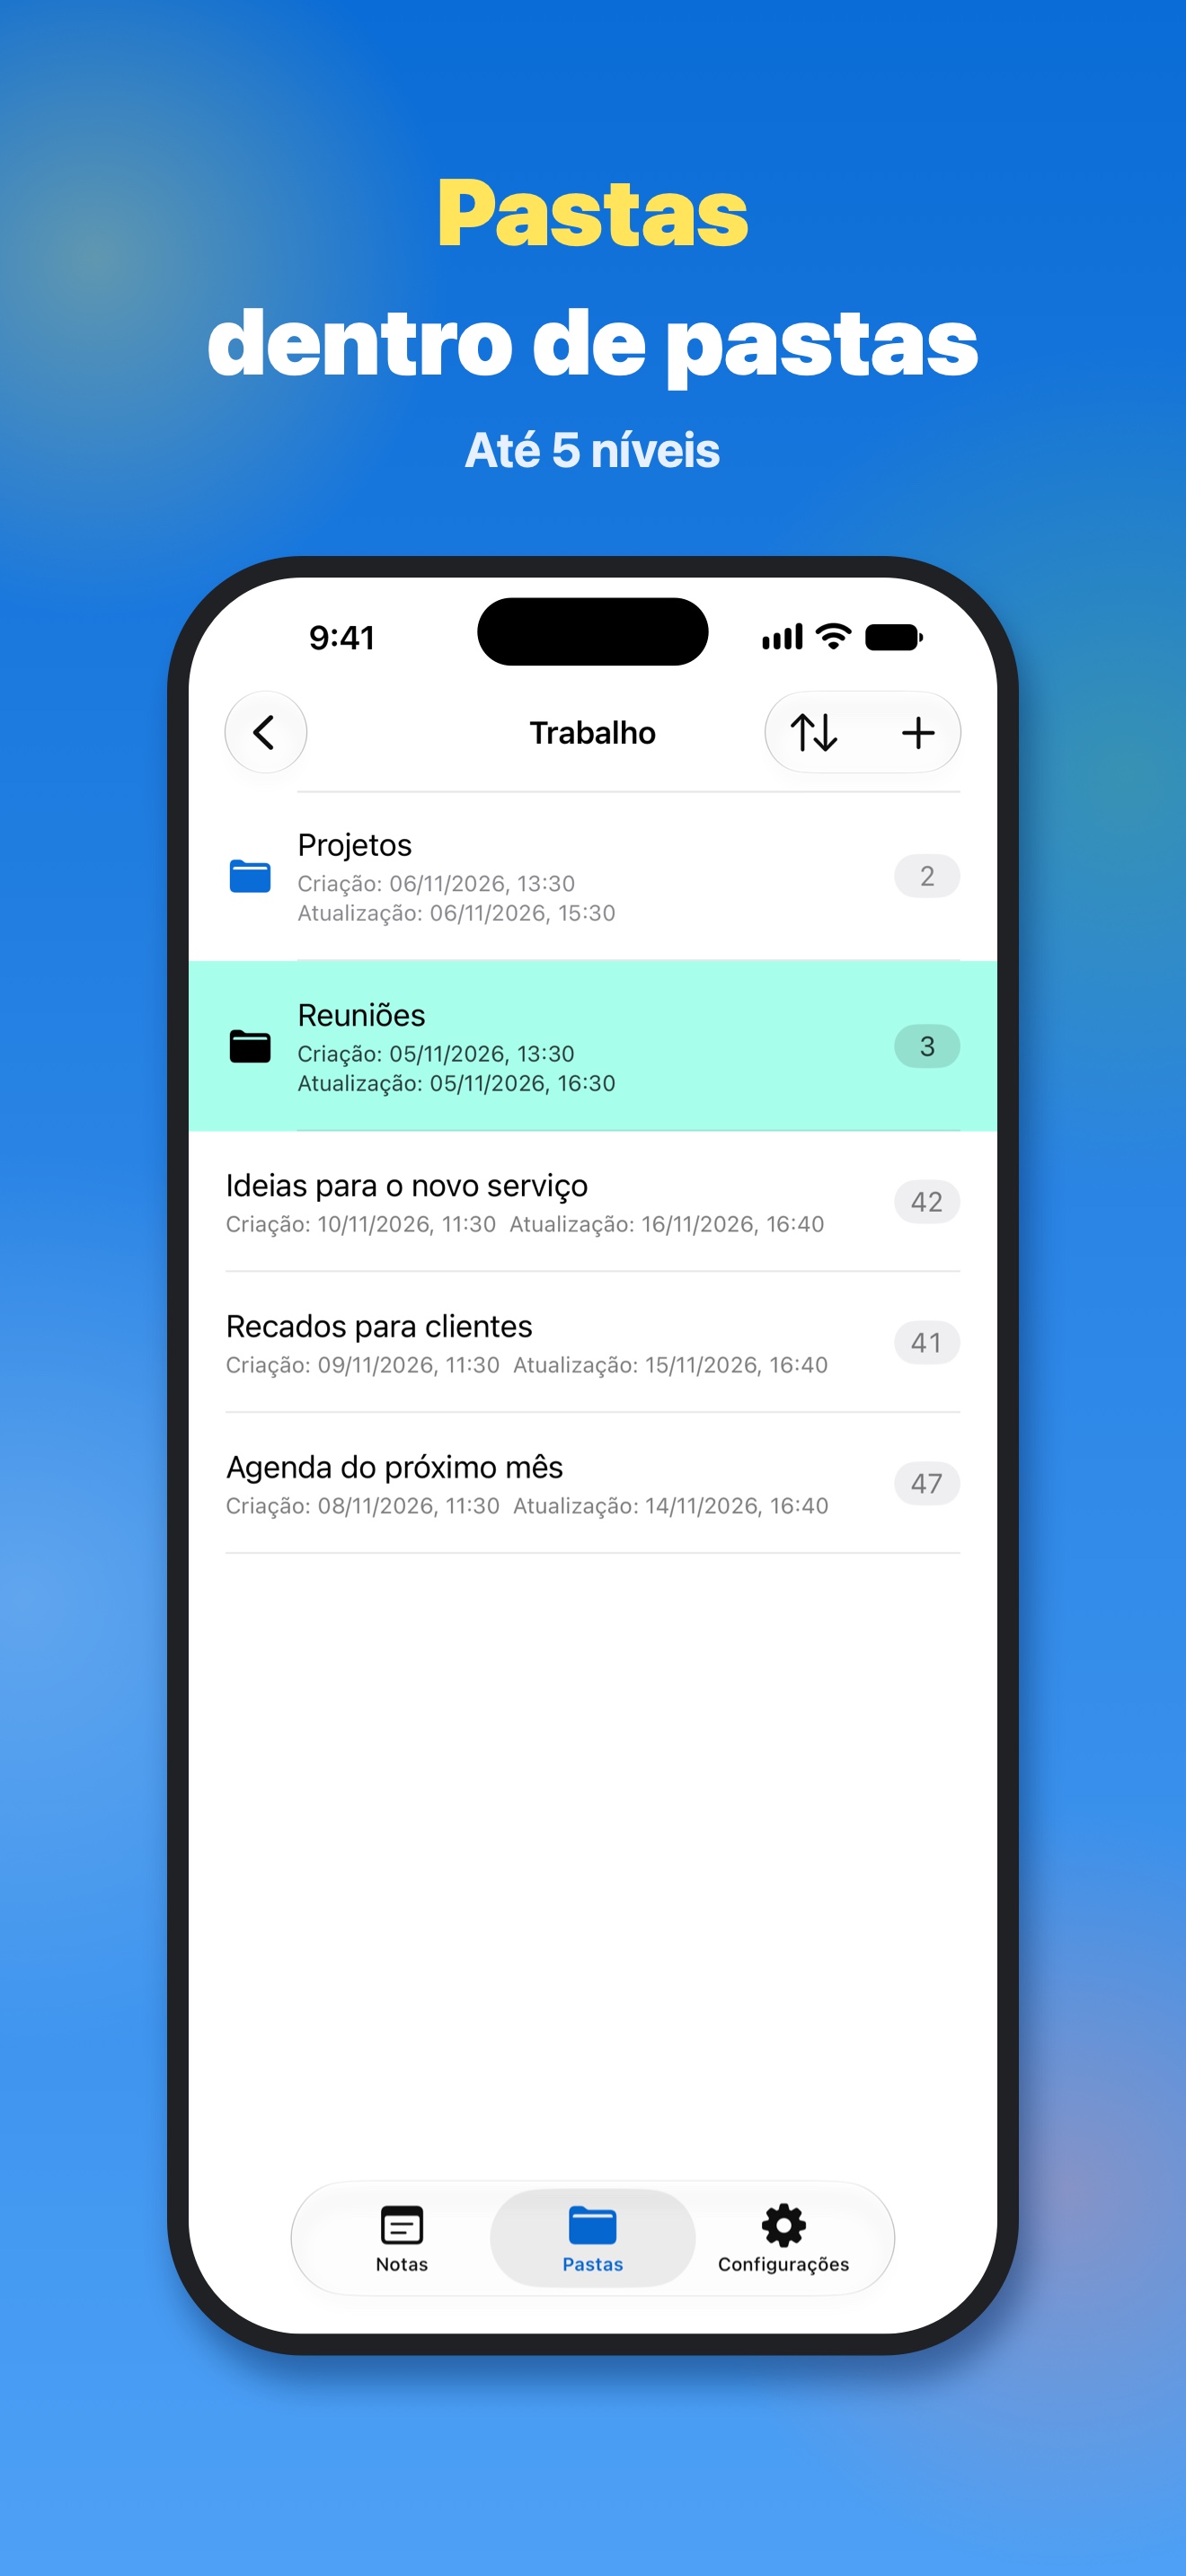 Pastas
dentro de pastas
Até 5 níveis
9:41
Trabalho
Projetos
Criação: 06/11/2026, 13:30
Atualização: 06/11/2026, 15:30
2
Reuniões
Criação: 05/11/2026, 13:30
Atualização: 05/11/2026, 16:30
3
Ideias para o novo serviço
Criação: 10/11/2026, 11:30 Atualização: 16/11/2026, 16:40
42
Recados para clientes
Criação: 09/11/2026, 11:30 Atualização: 15/11/2026, 16:40
41
Agenda do próximo mês
Criação: 08/11/2026, 11:30 Atualização: 14/11/2026, 16:40
47
Notas
Pastas
Configurações